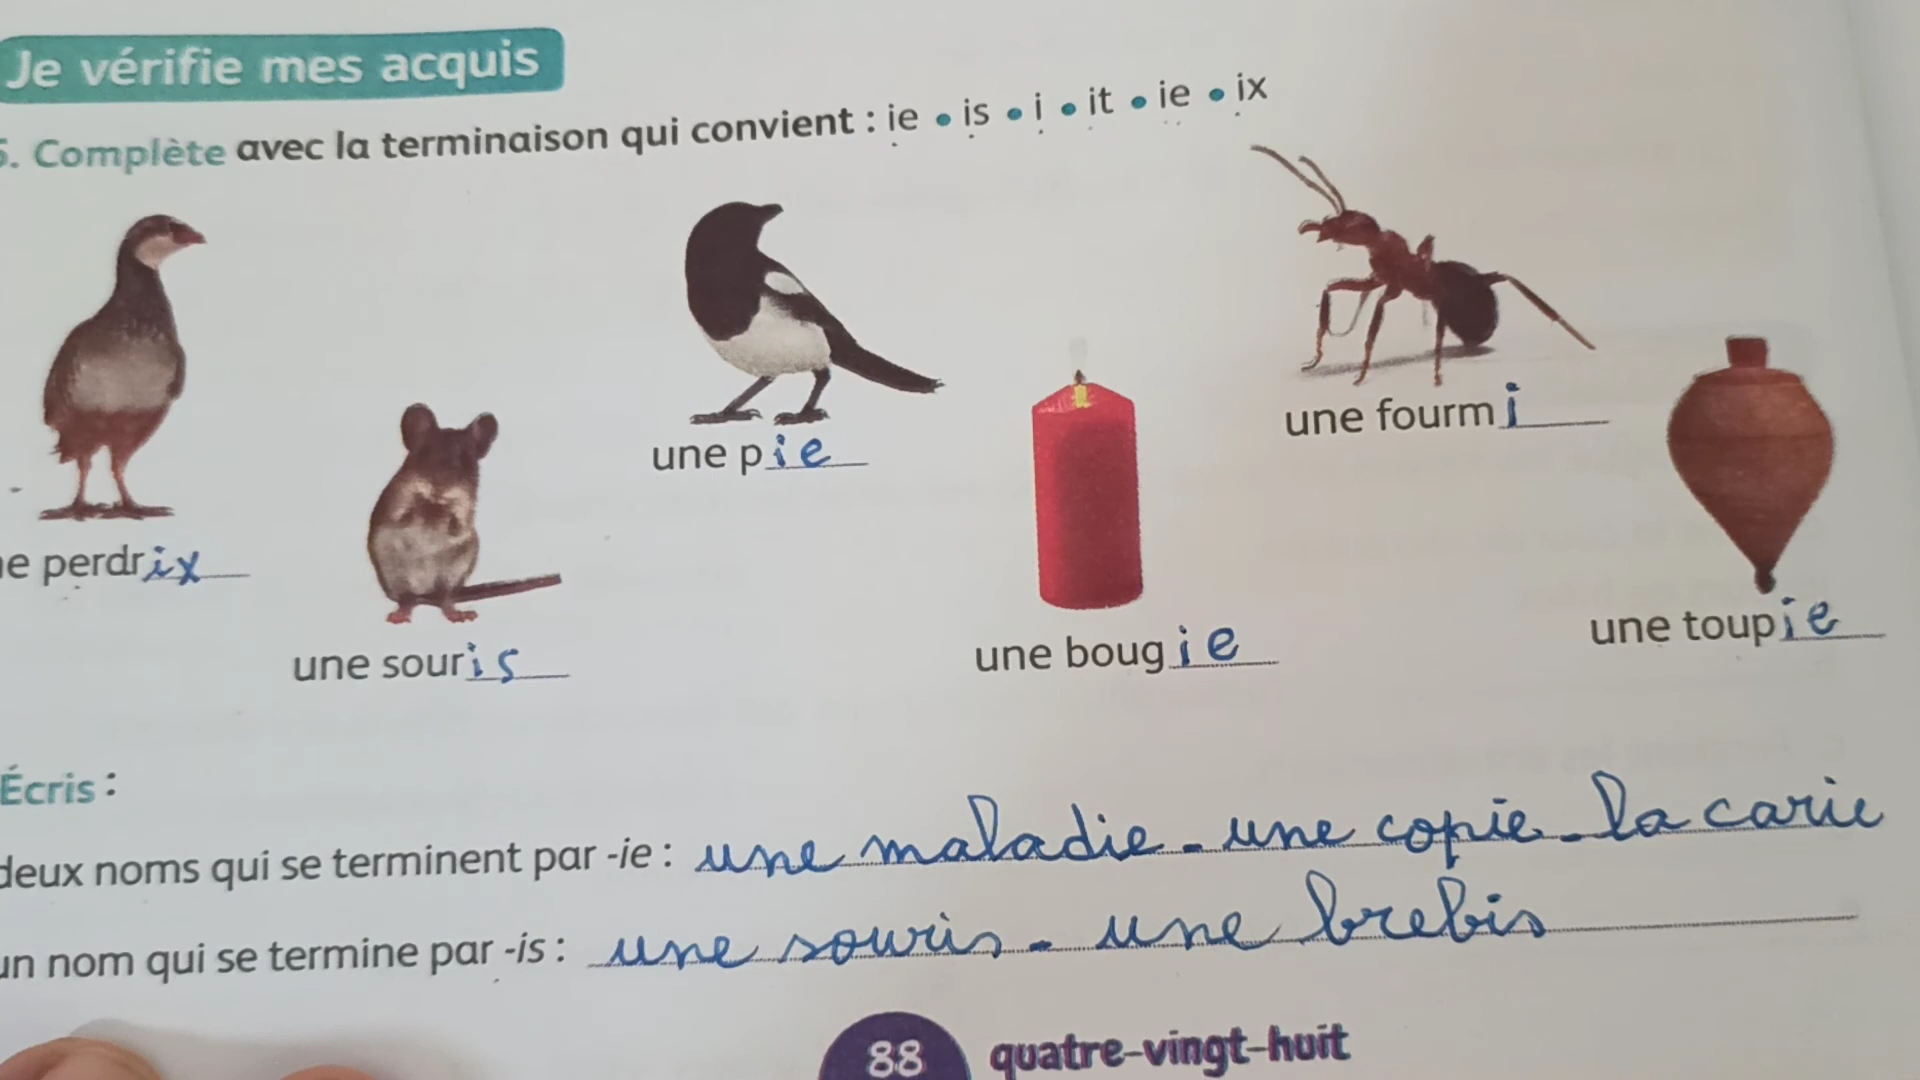 Je vérifie mes acquis
5. Complète avec la terminaison qui convient : ie • is • i • it • ie • ix
une pie
une fourmi
e perdrix
une souris
une bougie
une toupie
Écris :
deux noms qui se terminent par -ie : une maladie - une copie - la carie
un nom qui se termine par -is : une souris - une brebis
88 quatre-vingt-huit